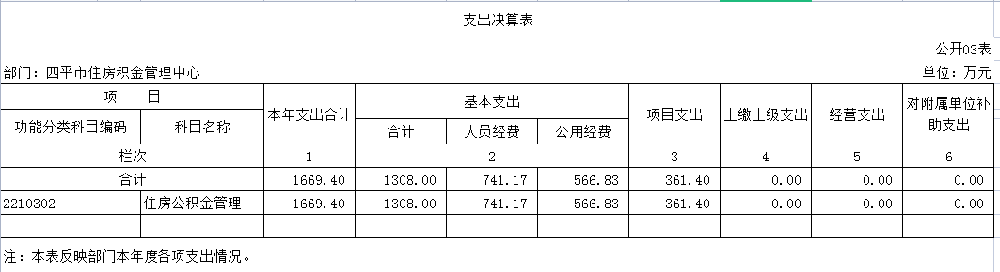 支出决算表
公开03表
部门：四平市住房积金管理中心
单位：万元
项 目
本年支出合计
基本支出
项目支出
上缴上级支出
经营支出
对附属单位补
助支出
功能分类科目编码 科目名称
合计 人员经费 公用经费
栏次 1 2 3 4 5 6
合计 1669.40 1308.00 741.17 566.83 361.40 0.00 0.00 0.00
2210302 住房公积金管理 1669.40 1308.00 741.17 566.83 361.40 0.00 0.00 0.00
注：本表反映部门本年度各项支出情况。